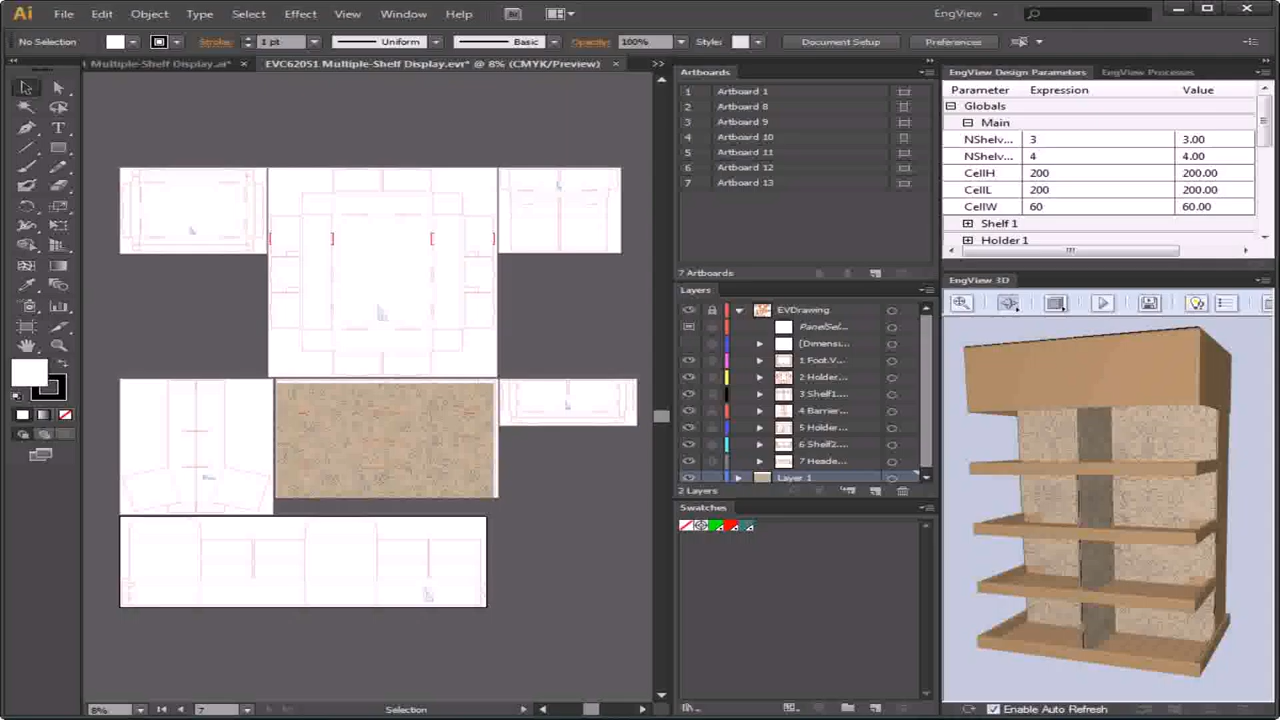 Ai File Edit Object Type Select Effect View Window Help Br EngView
No Selection Stroke: 1 pt Uniform Basic Opacity: 100% Styles Document Setup Preferences
Multiple-Shelf Display.ar* × EVC62051 Multiple-Shelf Display.evr* @ 8% (CMYK/Preview) ×
Artboards
1 Artboard 1
2 Artboard 8
3 Artboard 9
4 Artboard 10
5 Artboard 11
6 Artboard 12
7 Artboard 13
7 Artboards
Layers
EVDrawing
PanelSel...
[Dimensi...
1 Foot.V...
2 Holder...
3 Shelf1...
4 Barrier...
5 Holder...
6 Shelf2...
7 Heade...
Layer 1
2 Layers
Swatches
EngView Design Parameters EngView Processes
Parameter Expression Value
Globals
Main
NShelv... 3 3.00
NShelv... 4 4.00
CellH 200 200.00
CellL 200 200.00
CellW 60 60.00
Shelf 1
Holder 1
EngView 3D
Enable Auto Refresh
8% 7 Selection